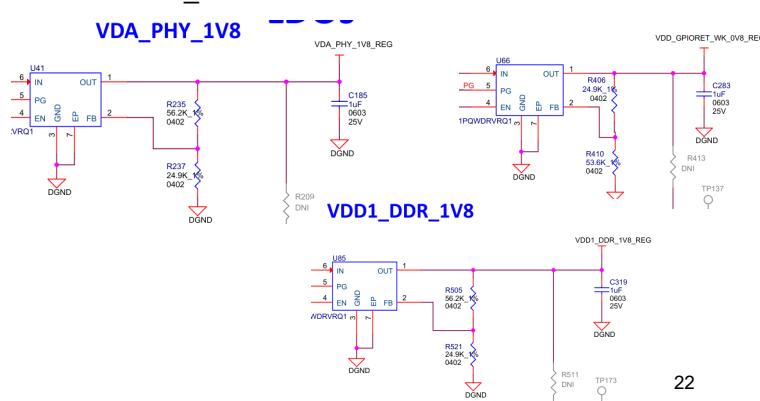 VDA_PHY_1V8
VDA_PHY_1V8_REG
U41
6
IN
OUT
1
5
PG
4
EN
GND
EP
FB
2
:VRQ1
3
7
DGND
R235
56.2K_1%
0402
R237
24.9K_1%
0402
DGND
C185
1uF
0603
25V
DGND
R209
DNI
VDD_GPIORET_WK_0V8_REG
U66
6
IN
OUT
1
PG
5
PG
4
EN
GND
EP
FB
2
1PQWDRVRQ1
3
7
DGND
R406
24.9K_1%
0402
R410
53.6K_1%
0402
C283
1uF
0603
25V
DGND
R413
DNI
TP137
VDD1_DDR_1V8
VDD1_DDR_1V8_REG
U85
6
IN
OUT
1
5
PG
4
EN
GND
EP
FB
2
WDRVRQ1
3
7
DGND
R505
56.2K_1%
0402
R521
24.9K_1%
0402
DGND
C319
1uF
0603
25V
DGND
R511
DNI
TP173
22